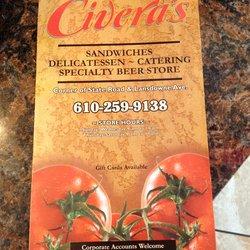 Civera's
SANDWICHES
DELICATESSEN ~ CATERING
SPECIALTY BEER STORE
Corner of State Road & Lansdowne Ave.
610-259-9138
~ STORE HOURS ~
Gift Cards Available
Corporate Accounts Welcome